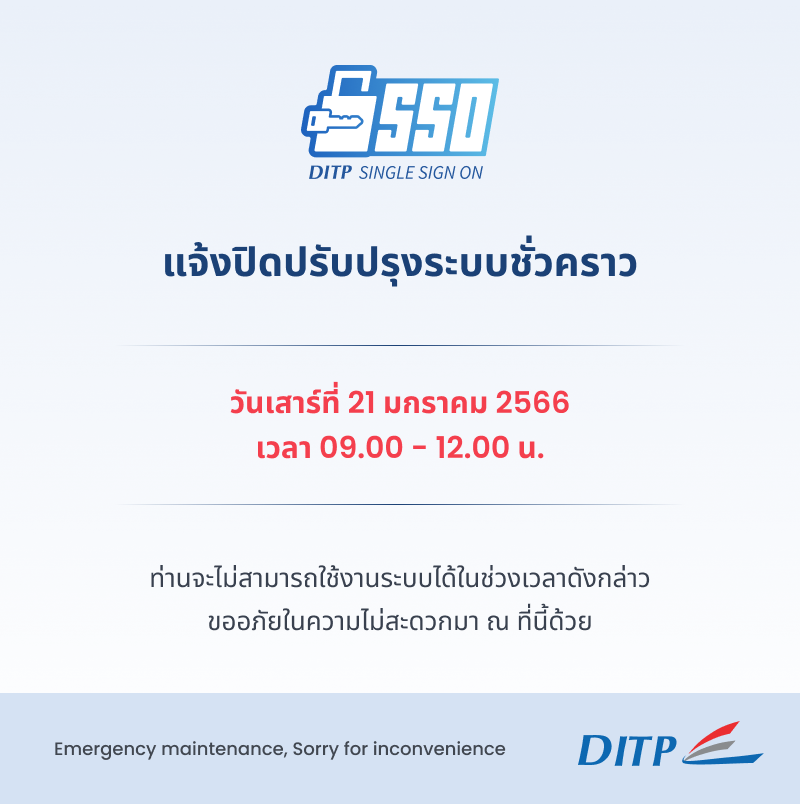 SSO
DITP SINGLE SIGN ON
แจ้งปิดปรับปรุงระบบชั่วคราว
วันเสาร์ที่ 21 มกราคม 2566
เวลา 09.00 - 12.00 น.
ท่านจะไม่สามารถใช้งานระบบได้ในช่วงเวลาดังกล่าว
ขออภัยในความไม่สะดวกมา ณ ที่นี้ด้วย
Emergency maintenance, Sorry for inconvenience
DITP